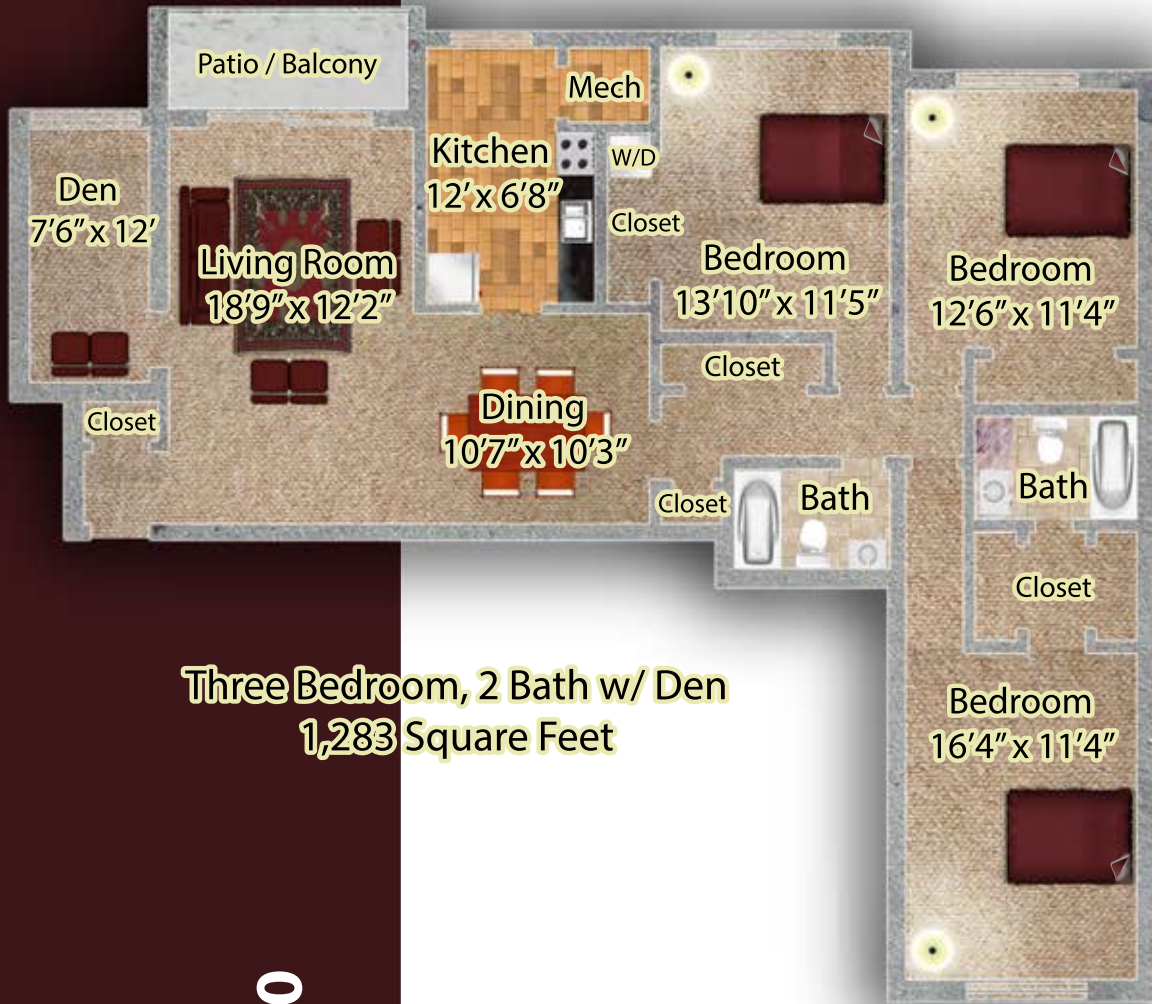 Patio / Balcony
Mech
Kitchen
12’ x 6’8”
W/D
Closet
Den
7’6” x 12’
Living Room
18’9” x 12’2”
Bedroom
13’10” x 11’5”
Bedroom
12’6” x 11’4”
Closet
Closet
Dining
10’7” x 10’3”
Closet
Bath
Bath
Closet
Three Bedroom, 2 Bath w/ Den
1,283 Square Feet
Bedroom
16’4” x 11’4”
0